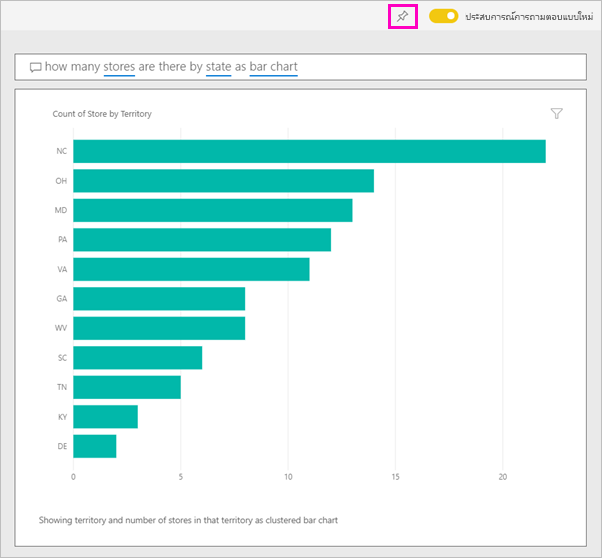 ประสบการณ์การถามตอบแบบใหม่
how many stores are there by state as bar chart
Count of Store by Territory
NC
OH
MD
PA
VA
GA
WV
SC
TN
KY
DE
0 5 10 15 20
Showing territory and number of stores in that territory as clustered bar chart